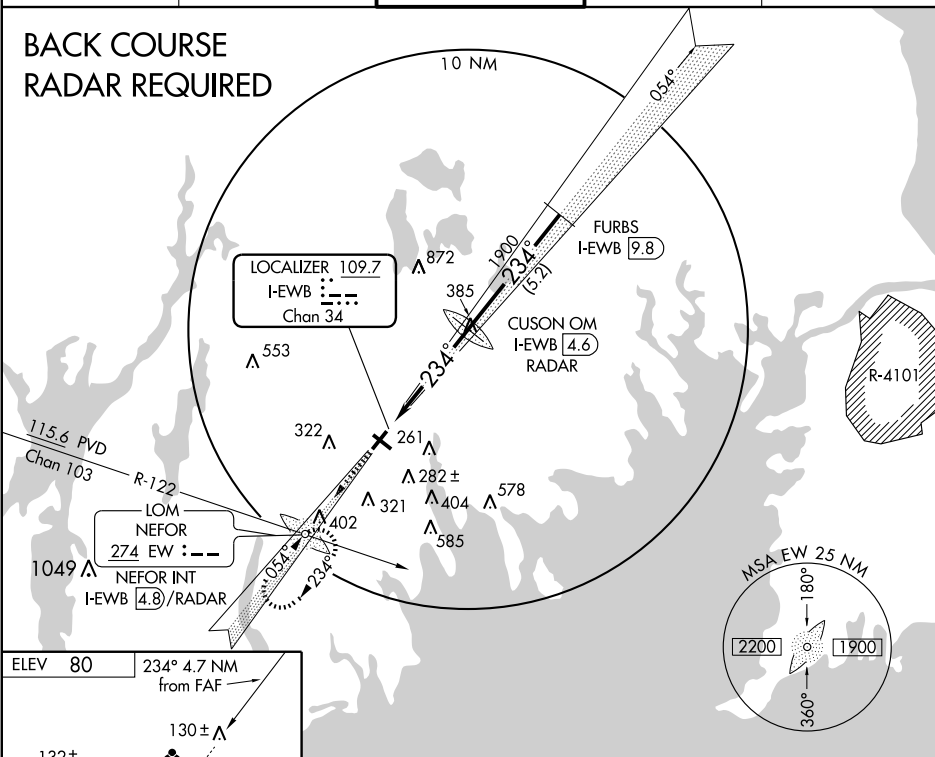 BACK COURSE
RADAR REQUIRED
10 NM
054°
FURBS
I-EWB 9.8
1900
234°
(5.2)
872
LOCALIZER 109.7
I-EWB
Chan 34
385
CUSON OM
I-EWB 4.6
RADAR
553
234°
R-4101
322
261
115.6 PVD
Chan 103
R-122
282 ±
321
404
578
585
402
LOM
NEFOR
274 EW
NEFOR INT
I-EWB 4.8/RADAR
1049
054°
234°
MSA EW 25 NM
180°
2200
1900
360°
ELEV 80
234° 4.7 NM
from FAF
130 ±
132±